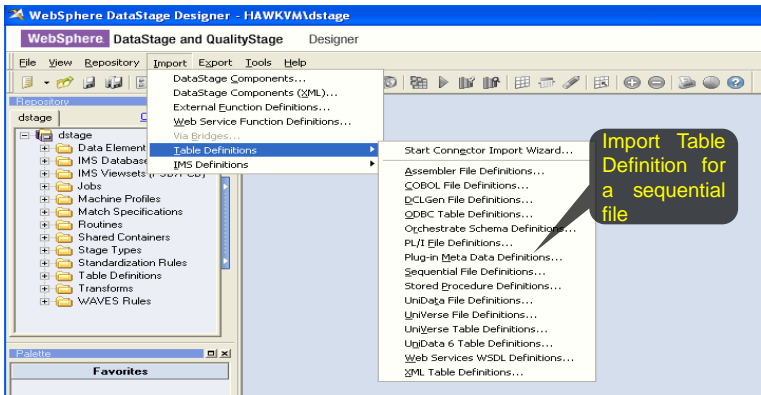 WebSphere DataStage Designer - HAWKVM\dstage
WebSphere. DataStage and QualityStage Designer
File View Repository Import Export Tools Help
Repository
dstage
dstage
Data Element
IMS Database
IMS Viewsets (PSB/PCB)
Jobs
Machine Profiles
Match Specifications
Routines
Shared Containers
Stage Types
Standardization Rules
Table Definitions
Transforms
WAVES Rules
Palette
Favorites
DataStage Components...
DataStage Components (XML)...
External Function Definitions...
Web Service Function Definitions...
Via Bridges...
Table Definitions
IMS Definitions
Start Connector Import Wizard...
Assembler File Definitions...
COBOL File Definitions...
DCLGen File Definitions...
ODBC Table Definitions...
Orchestrate Schema Definitions...
PL/I File Definitions...
Plug-in Meta Data Definitions...
Sequential File Definitions...
Stored Procedure Definitions...
UniData File Definitions...
UniVerse File Definitions...
UniVerse Table Definitions...
UniData 6 Table Definitions...
Web Services WSDL Definitions...
XML Table Definitions...
Import Table
Definition for
a sequential
file